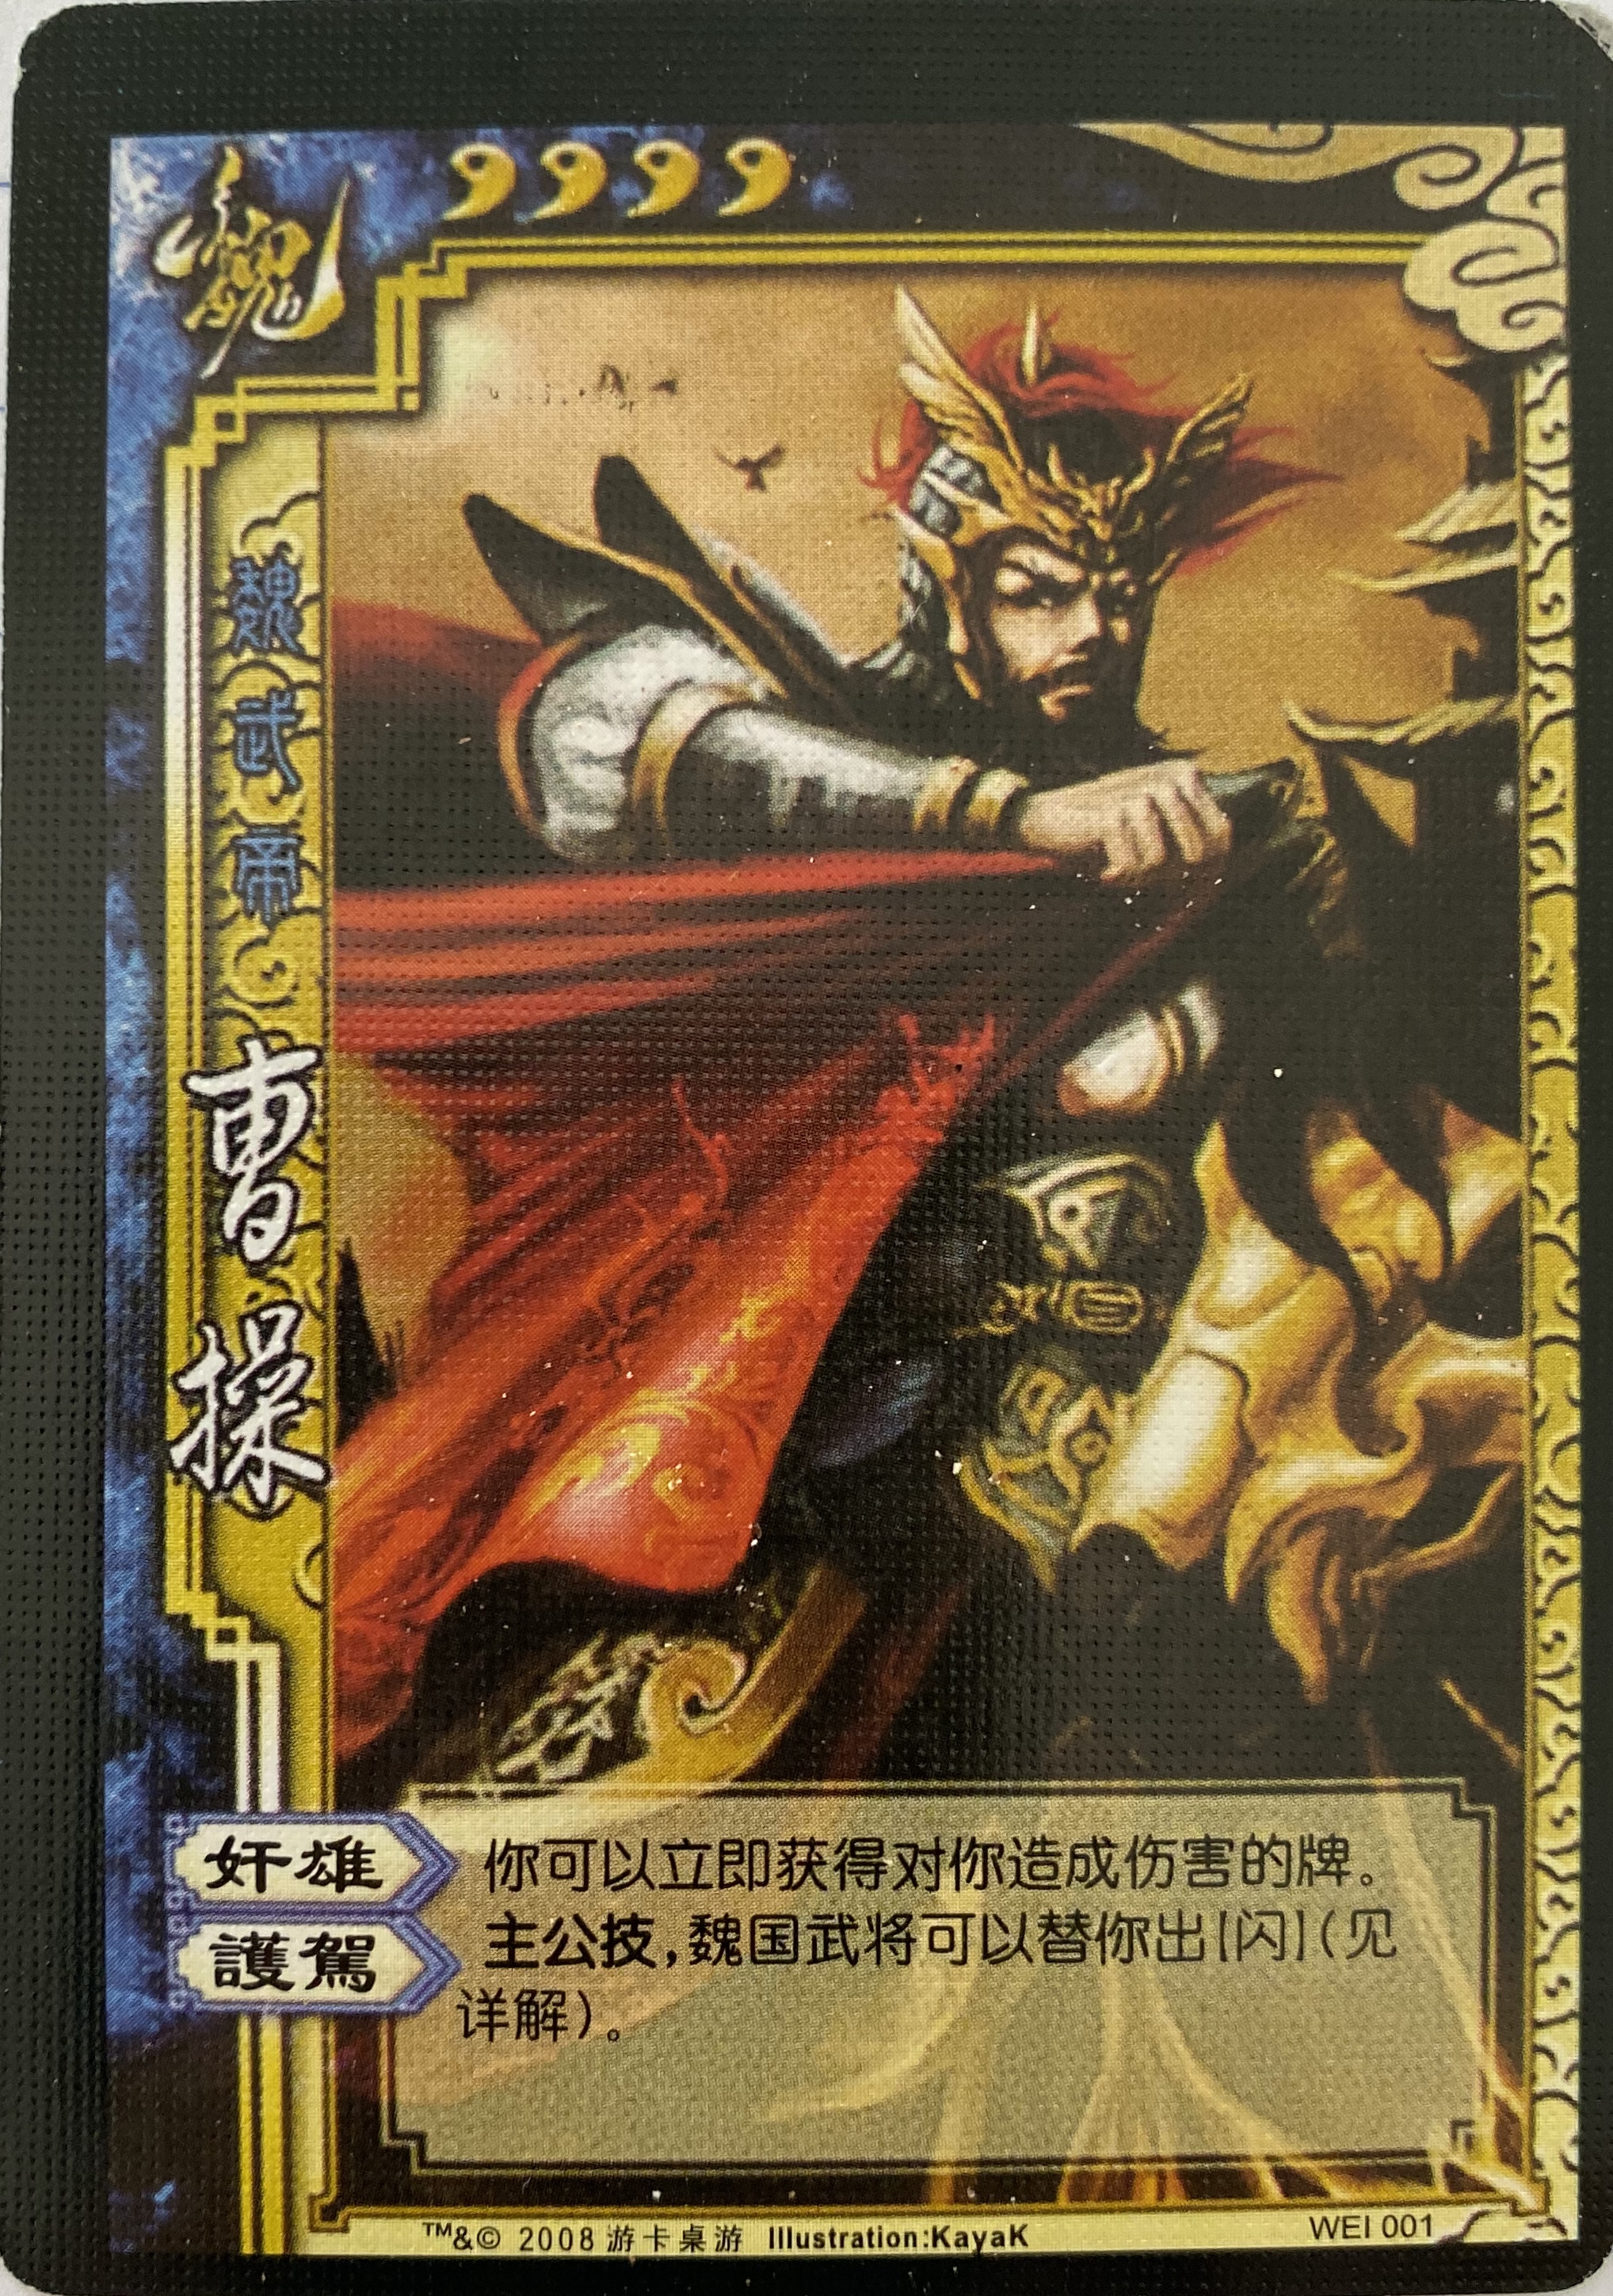 魏
魏武帝
曹操
奸雄
你可以立即获得对你造成伤害的牌。
護駕
主公技,魏国武将可以替你出【闪】(见
详解)。
™&© 2008 游卡桌游 Illustration:KayaK
WEI 001